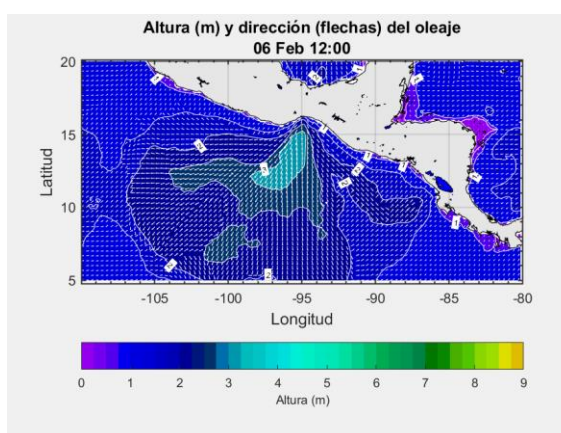 Altura (m) y dirección (flechas) del oleaje
06 Feb 12:00
Latitud
20
15
10
5
-105 -100 -95 -90 -85 -80
Longitud
0 1 2 3 4 5 6 7 8 9
Altura (m)